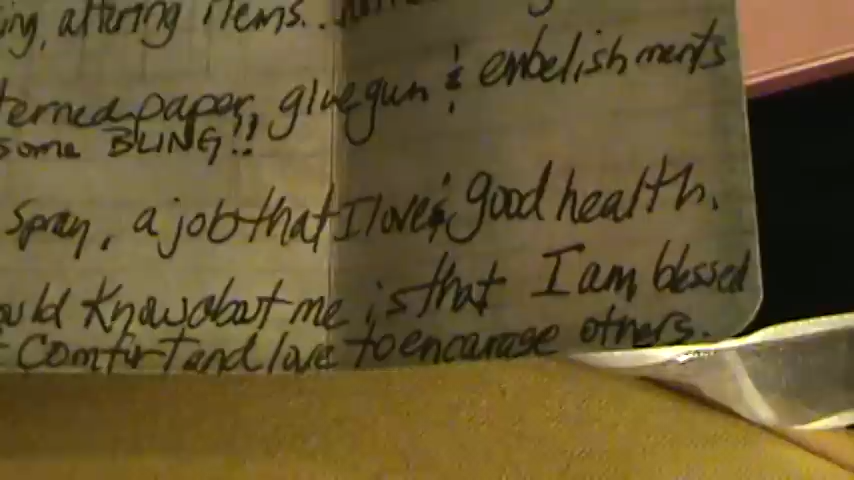 ing, altering items..
terned paper, glue gun & embelishments
some BLING!!
spray, a job that I love & good health.
ould know about me is that I am blessed
comfort and love to encourage others.